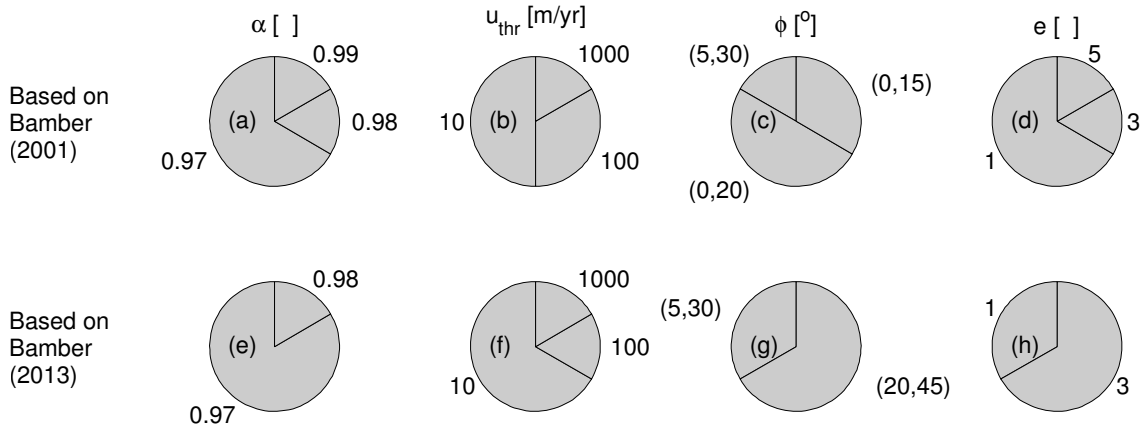 α [ ]
u_thr [m/yr]
ϕ [°]
e [ ]
Based on
Bamber
(2001)
0.99
0.98
0.97
(a)
1000
100
10
(b)
(5,30)
(0,15)
(0,20)
(c)
5
3
1
(d)
Based on
Bamber
(2013)
0.98
0.97
(e)
1000
100
10
(f)
(5,30)
(20,45)
(g)
1
3
(h)